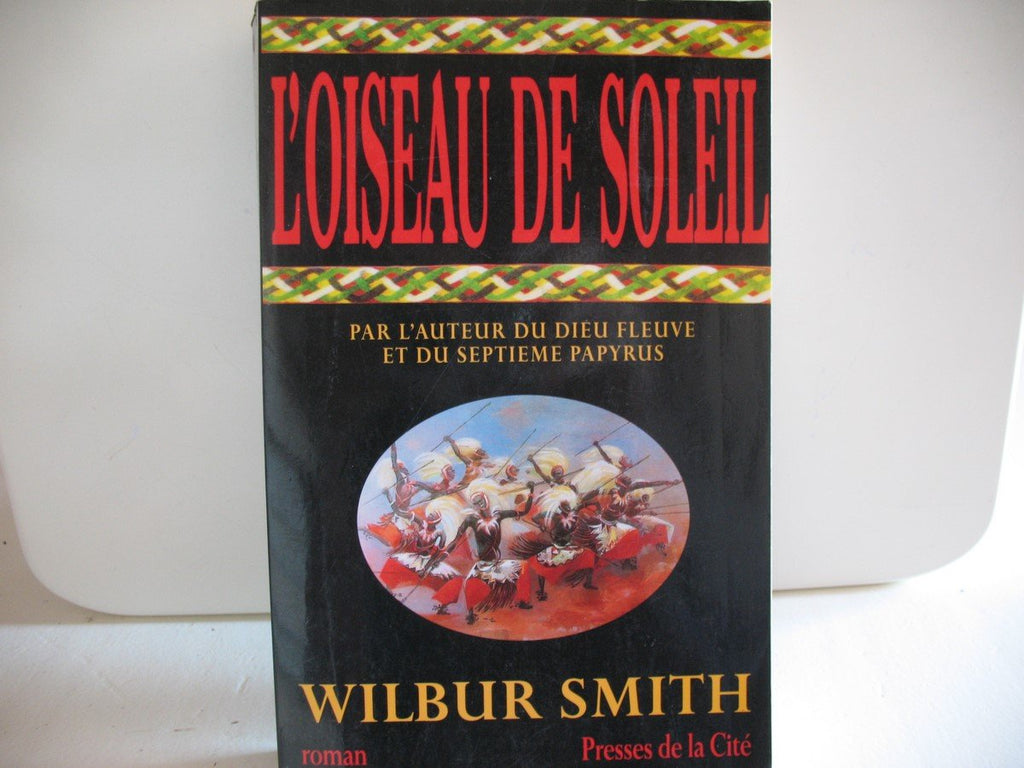 L'OISEAU DE SOLEIL
PAR L'AUTEUR DU DIEU FLEUVE
ET DU SEPTIEME PAPYRUS
WILBUR SMITH
roman
Presses de la Cité